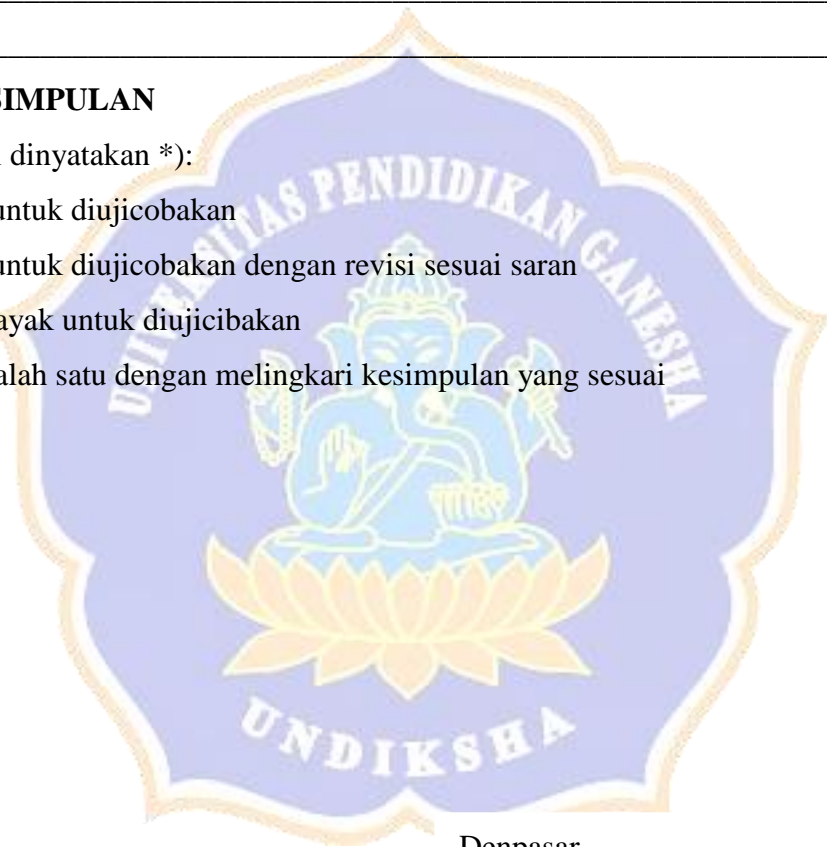 SIMPULAN
dinyatakan *):
untuk diujicobakan
untuk diujicobakan dengan revisi sesuai saran
ayak untuk diujicibakan
alah satu dengan melingkari kesimpulan yang sesuai
UNIVERSITAS PENDIDIKAN GANESHA
UNDIKSHA
Denpasar,